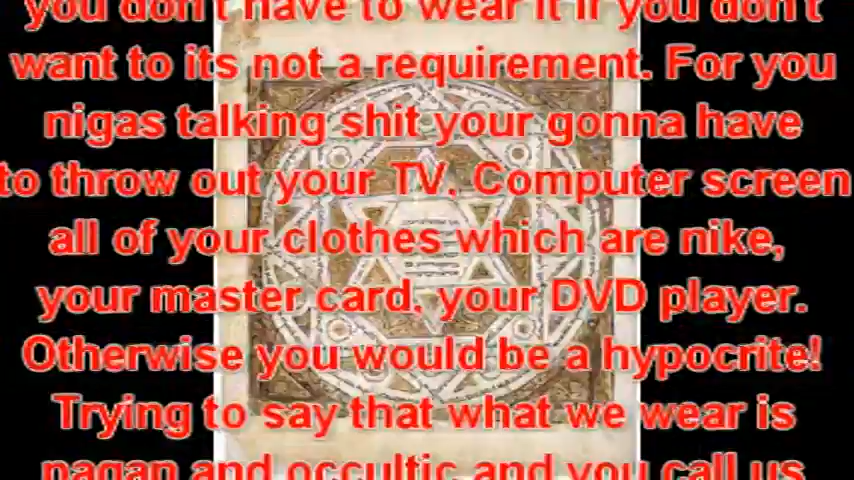 you don't have to wear it if you don't
want to its not a requirement. For you
nigas talking shit your gonna have
to throw out your TV, Computer screen
all of your clothes which are nike,
your master card, your DVD player.
Otherwise you would be a hypocrite!
Trying to say that what we wear is
pagan and occultic and you call us